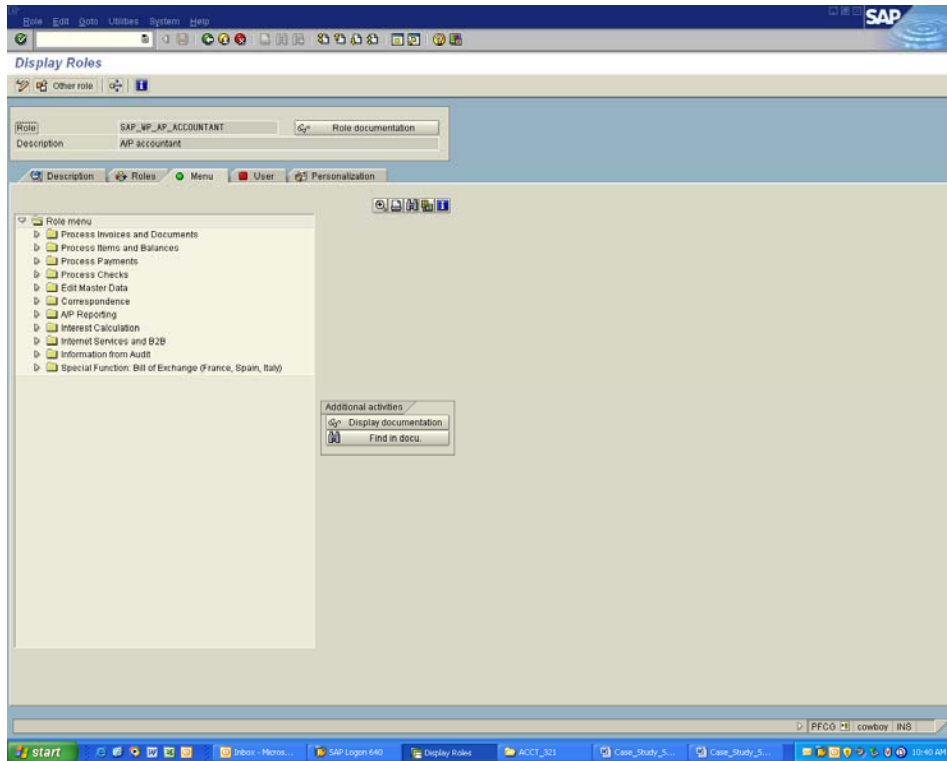 Role Edit Goto Utilities System Help
SAP
Display Roles
Other role
Role SAP_WP_AP_ACCOUNTANT Role documentation
Description A/P accountant
Description Roles Menu User Personalization
Role menu
Process Invoices and Documents
Process Items and Balances
Process Payments
Process Checks
Edit Master Data
Correspondence
A/P Reporting
Interest Calculation
Internet Services and B2B
Information from Audit
Special Function: Bill of Exchange (France, Spain, Italy)
Additional activities
Display documentation
Find in docu.
PFCG cowboy INS
start Inbox - Micros... SAP Logon 640 Display Roles ACCT_321 Case_Study_S... Case_Study_S... 10:40 AM